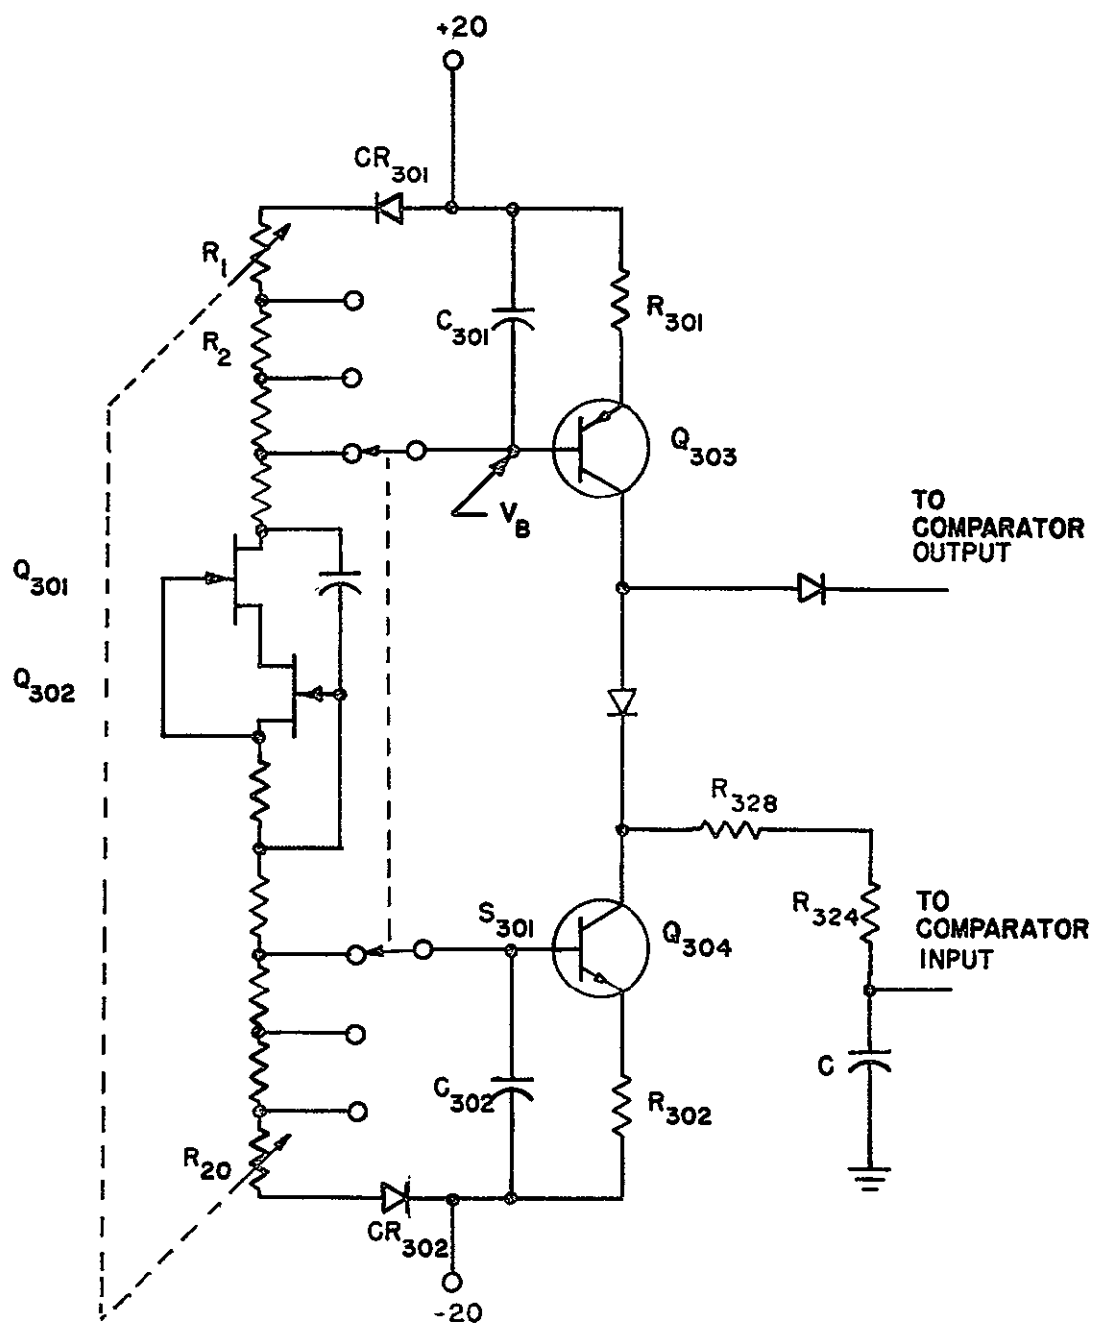 +20
CR301
R1
R2
C301
R301
Q303
VB
TO
COMPARATOR
OUTPUT
Q301
Q302
R328
R324
TO
COMPARATOR
INPUT
S301
Q304
C
C302
R302
R20
CR302
-20